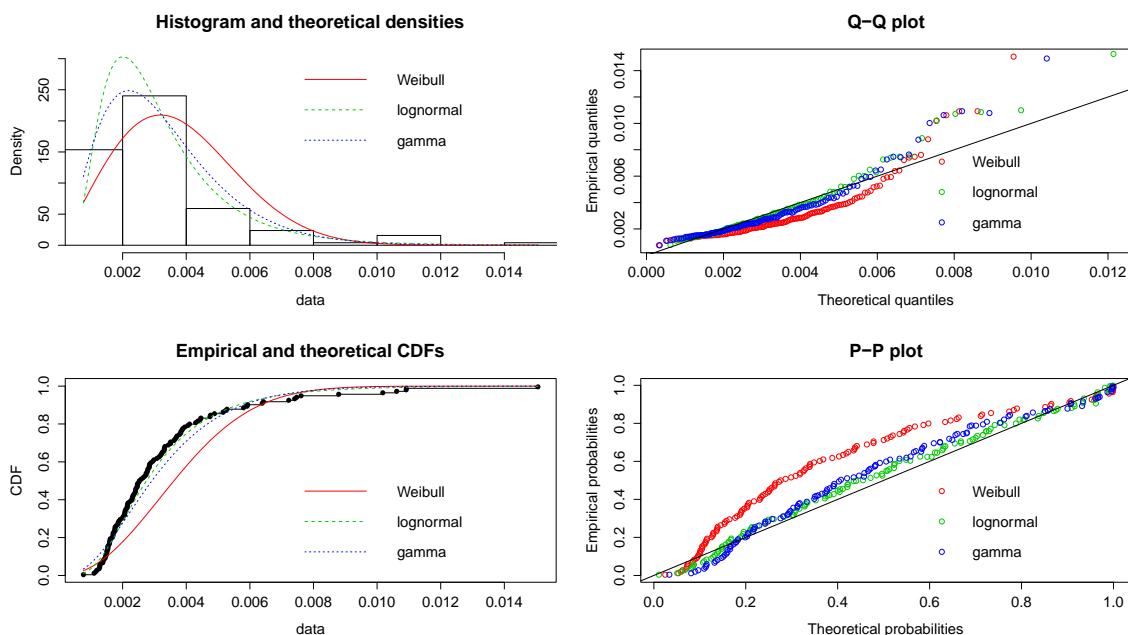 Histogram and theoretical densities
Density
0 50 150 250
Weibull
lognormal
gamma
0.002 0.004 0.006 0.008 0.010 0.012 0.014
data
Q−Q plot
Empirical quantiles
0.002 0.006 0.010 0.014
Weibull
lognormal
gamma
0.000 0.002 0.004 0.006 0.008 0.010 0.012
Theoretical quantiles
Empirical and theoretical CDFs
CDF
0.0 0.2 0.4 0.6 0.8 1.0
Weibull
lognormal
gamma
0.002 0.004 0.006 0.008 0.010 0.012 0.014
data
P−P plot
Empirical probabilities
0.0 0.2 0.4 0.6 0.8 1.0
Weibull
lognormal
gamma
0.0 0.2 0.4 0.6 0.8 1.0
Theoretical probabilities